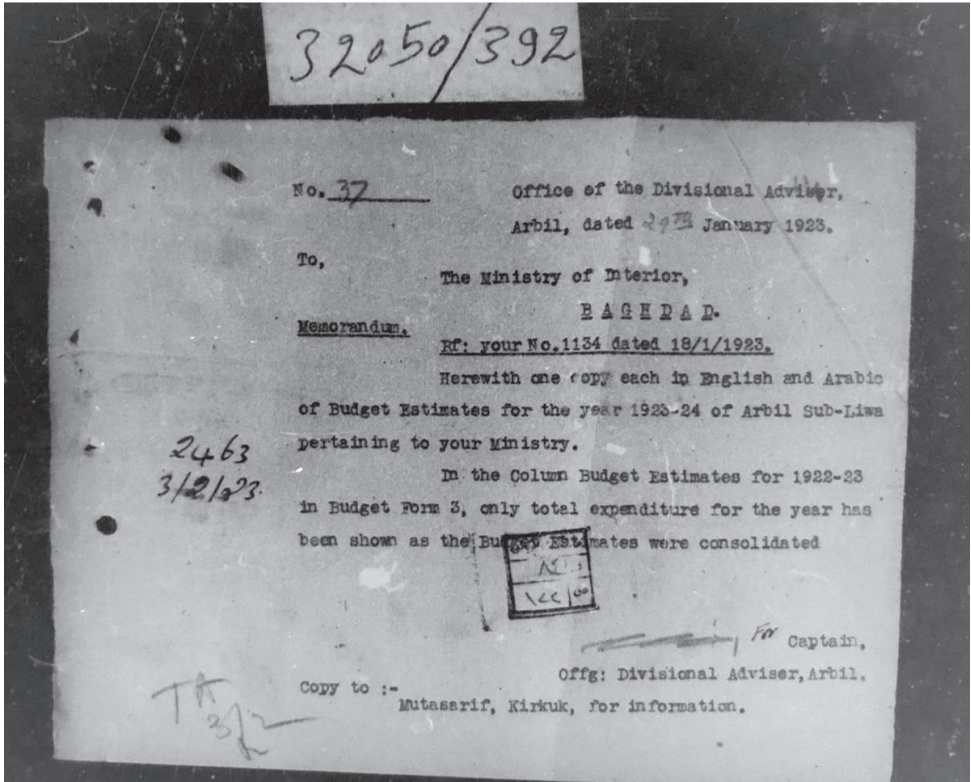 32050/392
No. 37
Office of the Divisional Adviser,
Arbil, dated 29TH January 1923.
To,
The Ministry of Interior,
BAGHDAD.
Memorandum.
Rf: your No.1134 dated 18/1/1923.
Herewith one copy each in English and Arabic
of Budget Estimates for the year 1923-24 of Arbil Sub-Liwa
pertaining to your Ministry.
2463
3/2/23.
In the Column Budget Estimates for 1922-23
in Budget Form 3, only total expenditure for the year has
been shown as the Budget Estimates were consolidated
For Captain,
Offg: Divisional Adviser, Arbil.
Copy to :-
Mutasarif, Kirkuk, for information.
TA
3/2